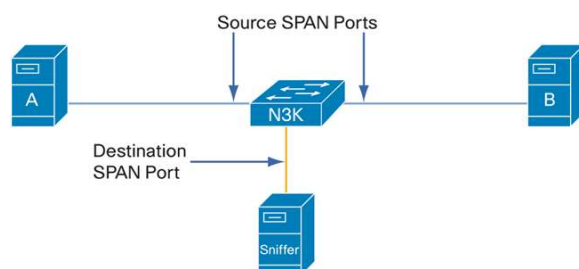 Source SPAN Ports
A
N3K
B
Destination
SPAN Port
Sniffer